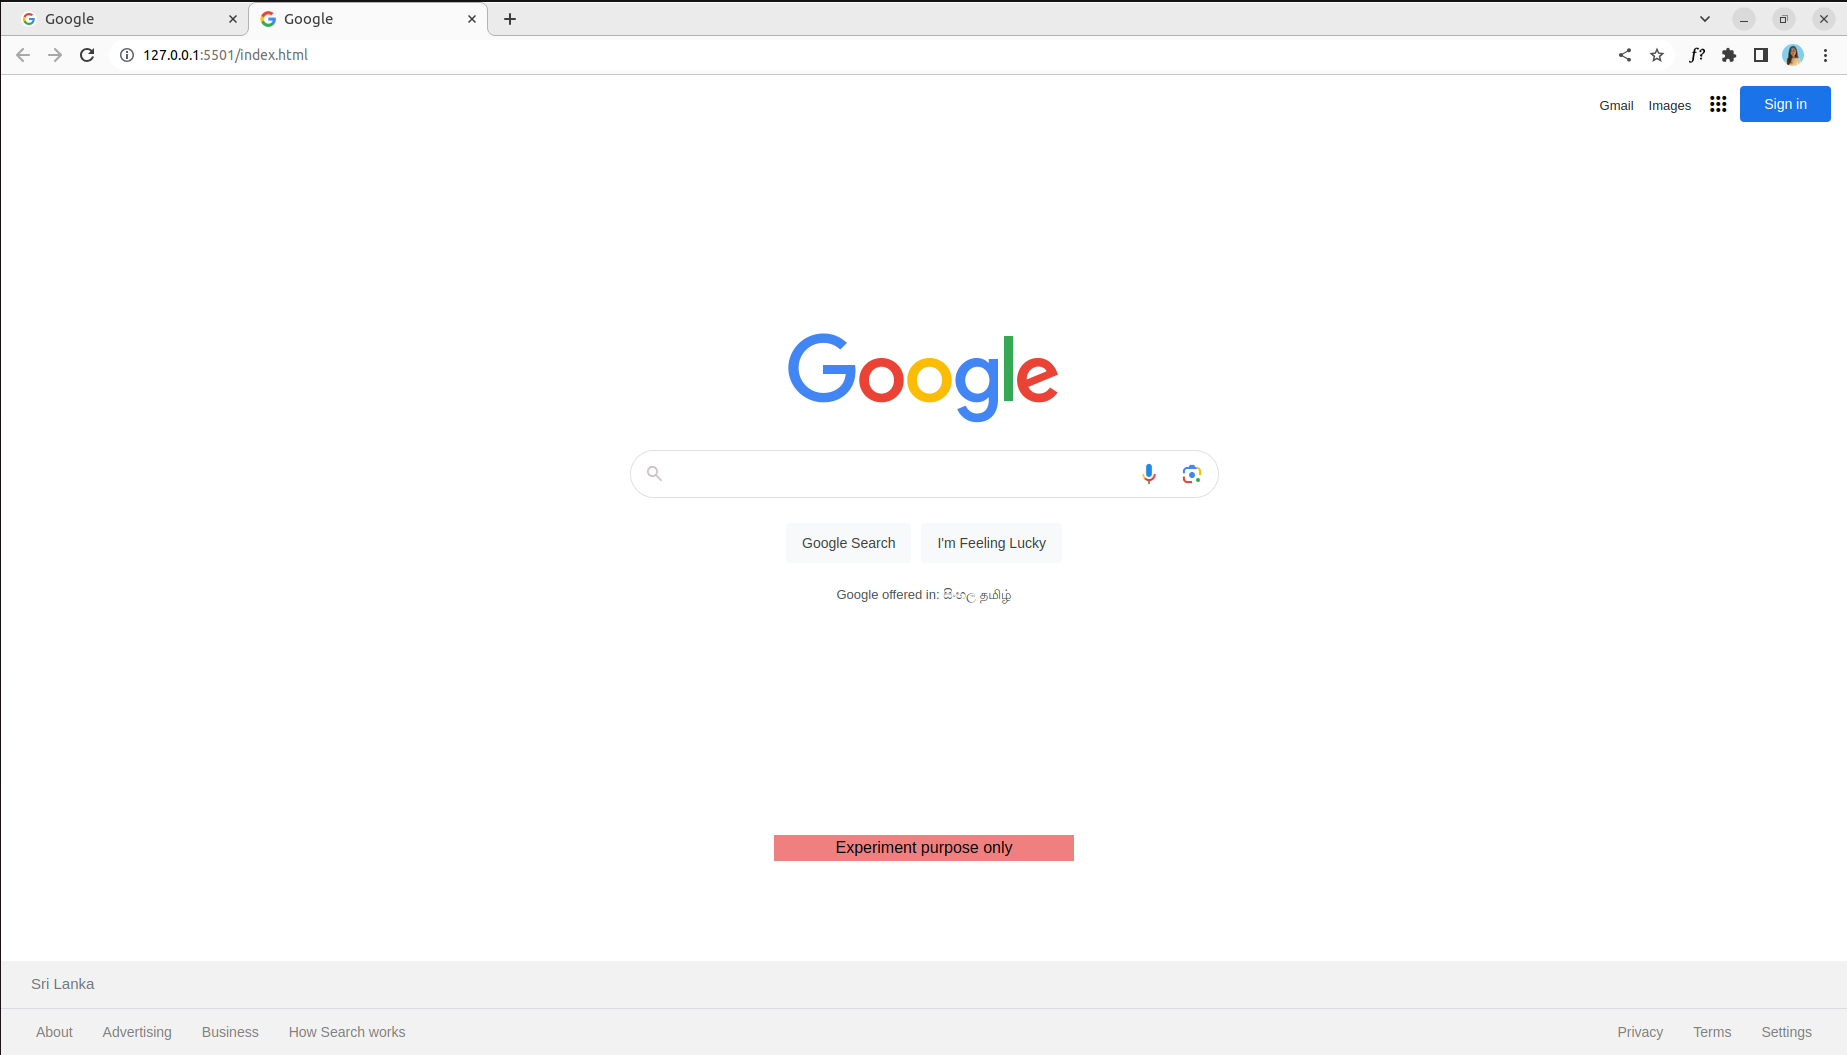 Google
Google
127.0.0.1:5501/index.html
f?
Gmail Images Sign in
Google
Google Search I'm Feeling Lucky
Google offered in: සිංහල தமிழ்
Experiment purpose only
Sri Lanka
About Advertising Business How Search works Privacy Terms Settings